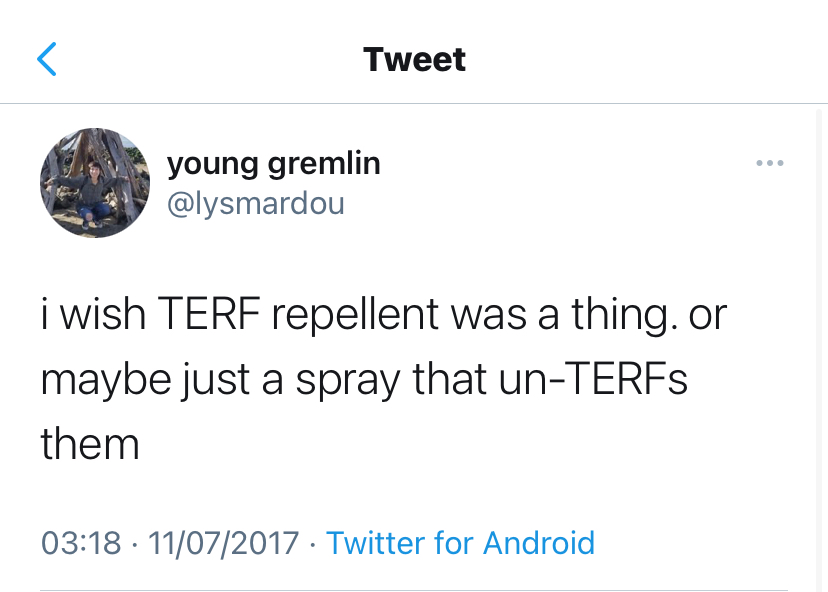 Tweet
young gremlin
@lysmardou
i wish TERF repellent was a thing. or
maybe just a spray that un-TERFs
them
03:18 · 11/07/2017 · Twitter for Android